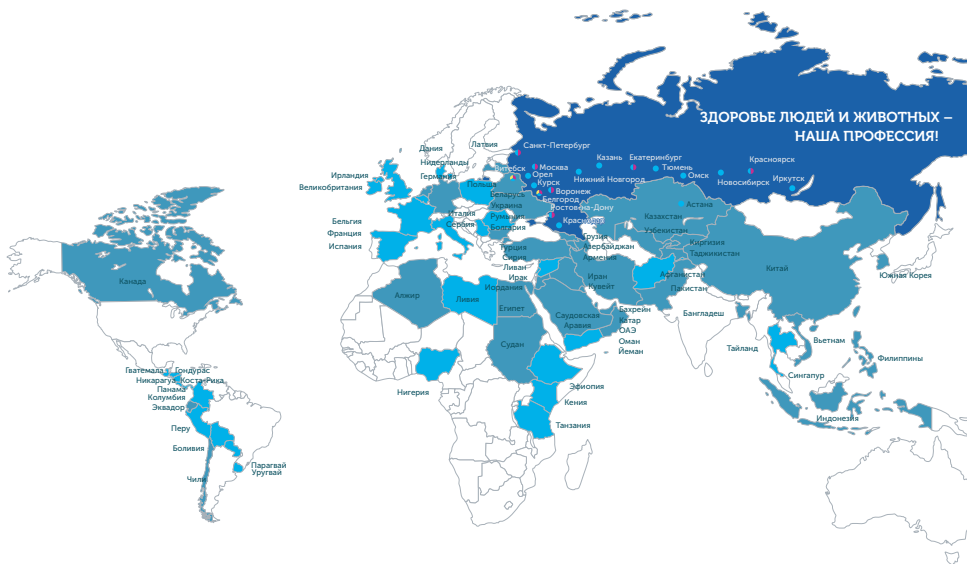 ЗДОРОВЬЕ ЛЮДЕЙ И ЖИВОТНЫХ –
НАША ПРОФЕССИЯ!
Санкт-Петербург
Витебск
Москва
Орел
Курск
Воронеж
Белгород
Ростов-на-Дону
Краснодар
Казань
Нижний Новгород
Екатеринбург
Тюмень
Омск
Новосибирск
Красноярск
Иркутск
Астана
Дания
Латвия
Нидерланды
Германия
Ирландия
Великобритания
Польша
Беларусь
Украина
Румыния
Болгария
Италия
Сербия
Бельгия
Франция
Испания
Турция
Сирия
Ливан
Ирак
Иордания
Грузия
Азербайджан
Армения
Казахстан
Узбекистан
Киргизия
Таджикистан
Иран
Кувейт
Афганистан
Пакистан
Китай
Южная Корея
Алжир
Ливия
Египет
Судан
Саудовская
Аравия
Бахрейн
Катар
ОАЭ
Оман
Йемен
Бангладеш
Тайланд
Вьетнам
Филиппины
Сингапур
Индонезия
Нигерия
Эфиопия
Кения
Танзания
Канада
Гватемала
Гондурас
Никарагуа
Коста-Рика
Панама
Колумбия
Эквадор
Перу
Боливия
Чили
Парагвай
Уругвай